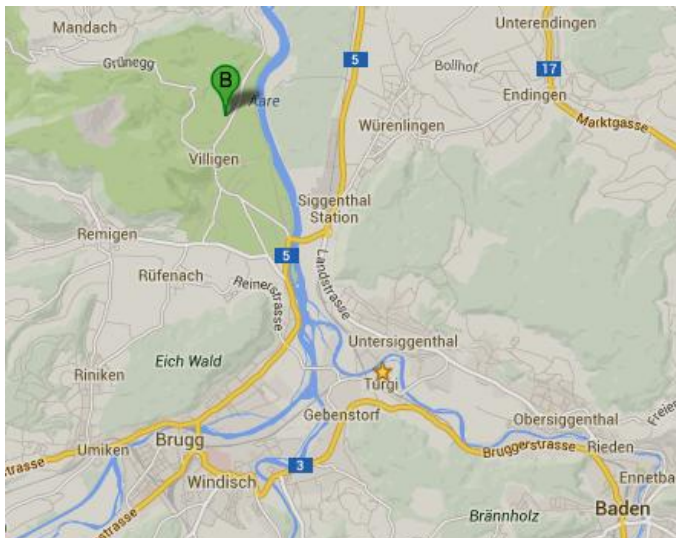 Mandach
Unterendingen
Grünegg
5
Bollhof
17
B
Endingen
Aare
Marktgasse
Würenlingen
Villigen
Siggenthal
Station
Remigen
5
Rüfenach
Reinerstrasse
Landstrasse
Untersiggenthal
Eich Wald
Riniken
Turgi
Gebenstorf
Obersiggenthal
Freier
Umiken
Brugg
Bruggerstrasse
Rieden
strasse
3
Ennetba
Windisch
strasse
Brännholz
Baden